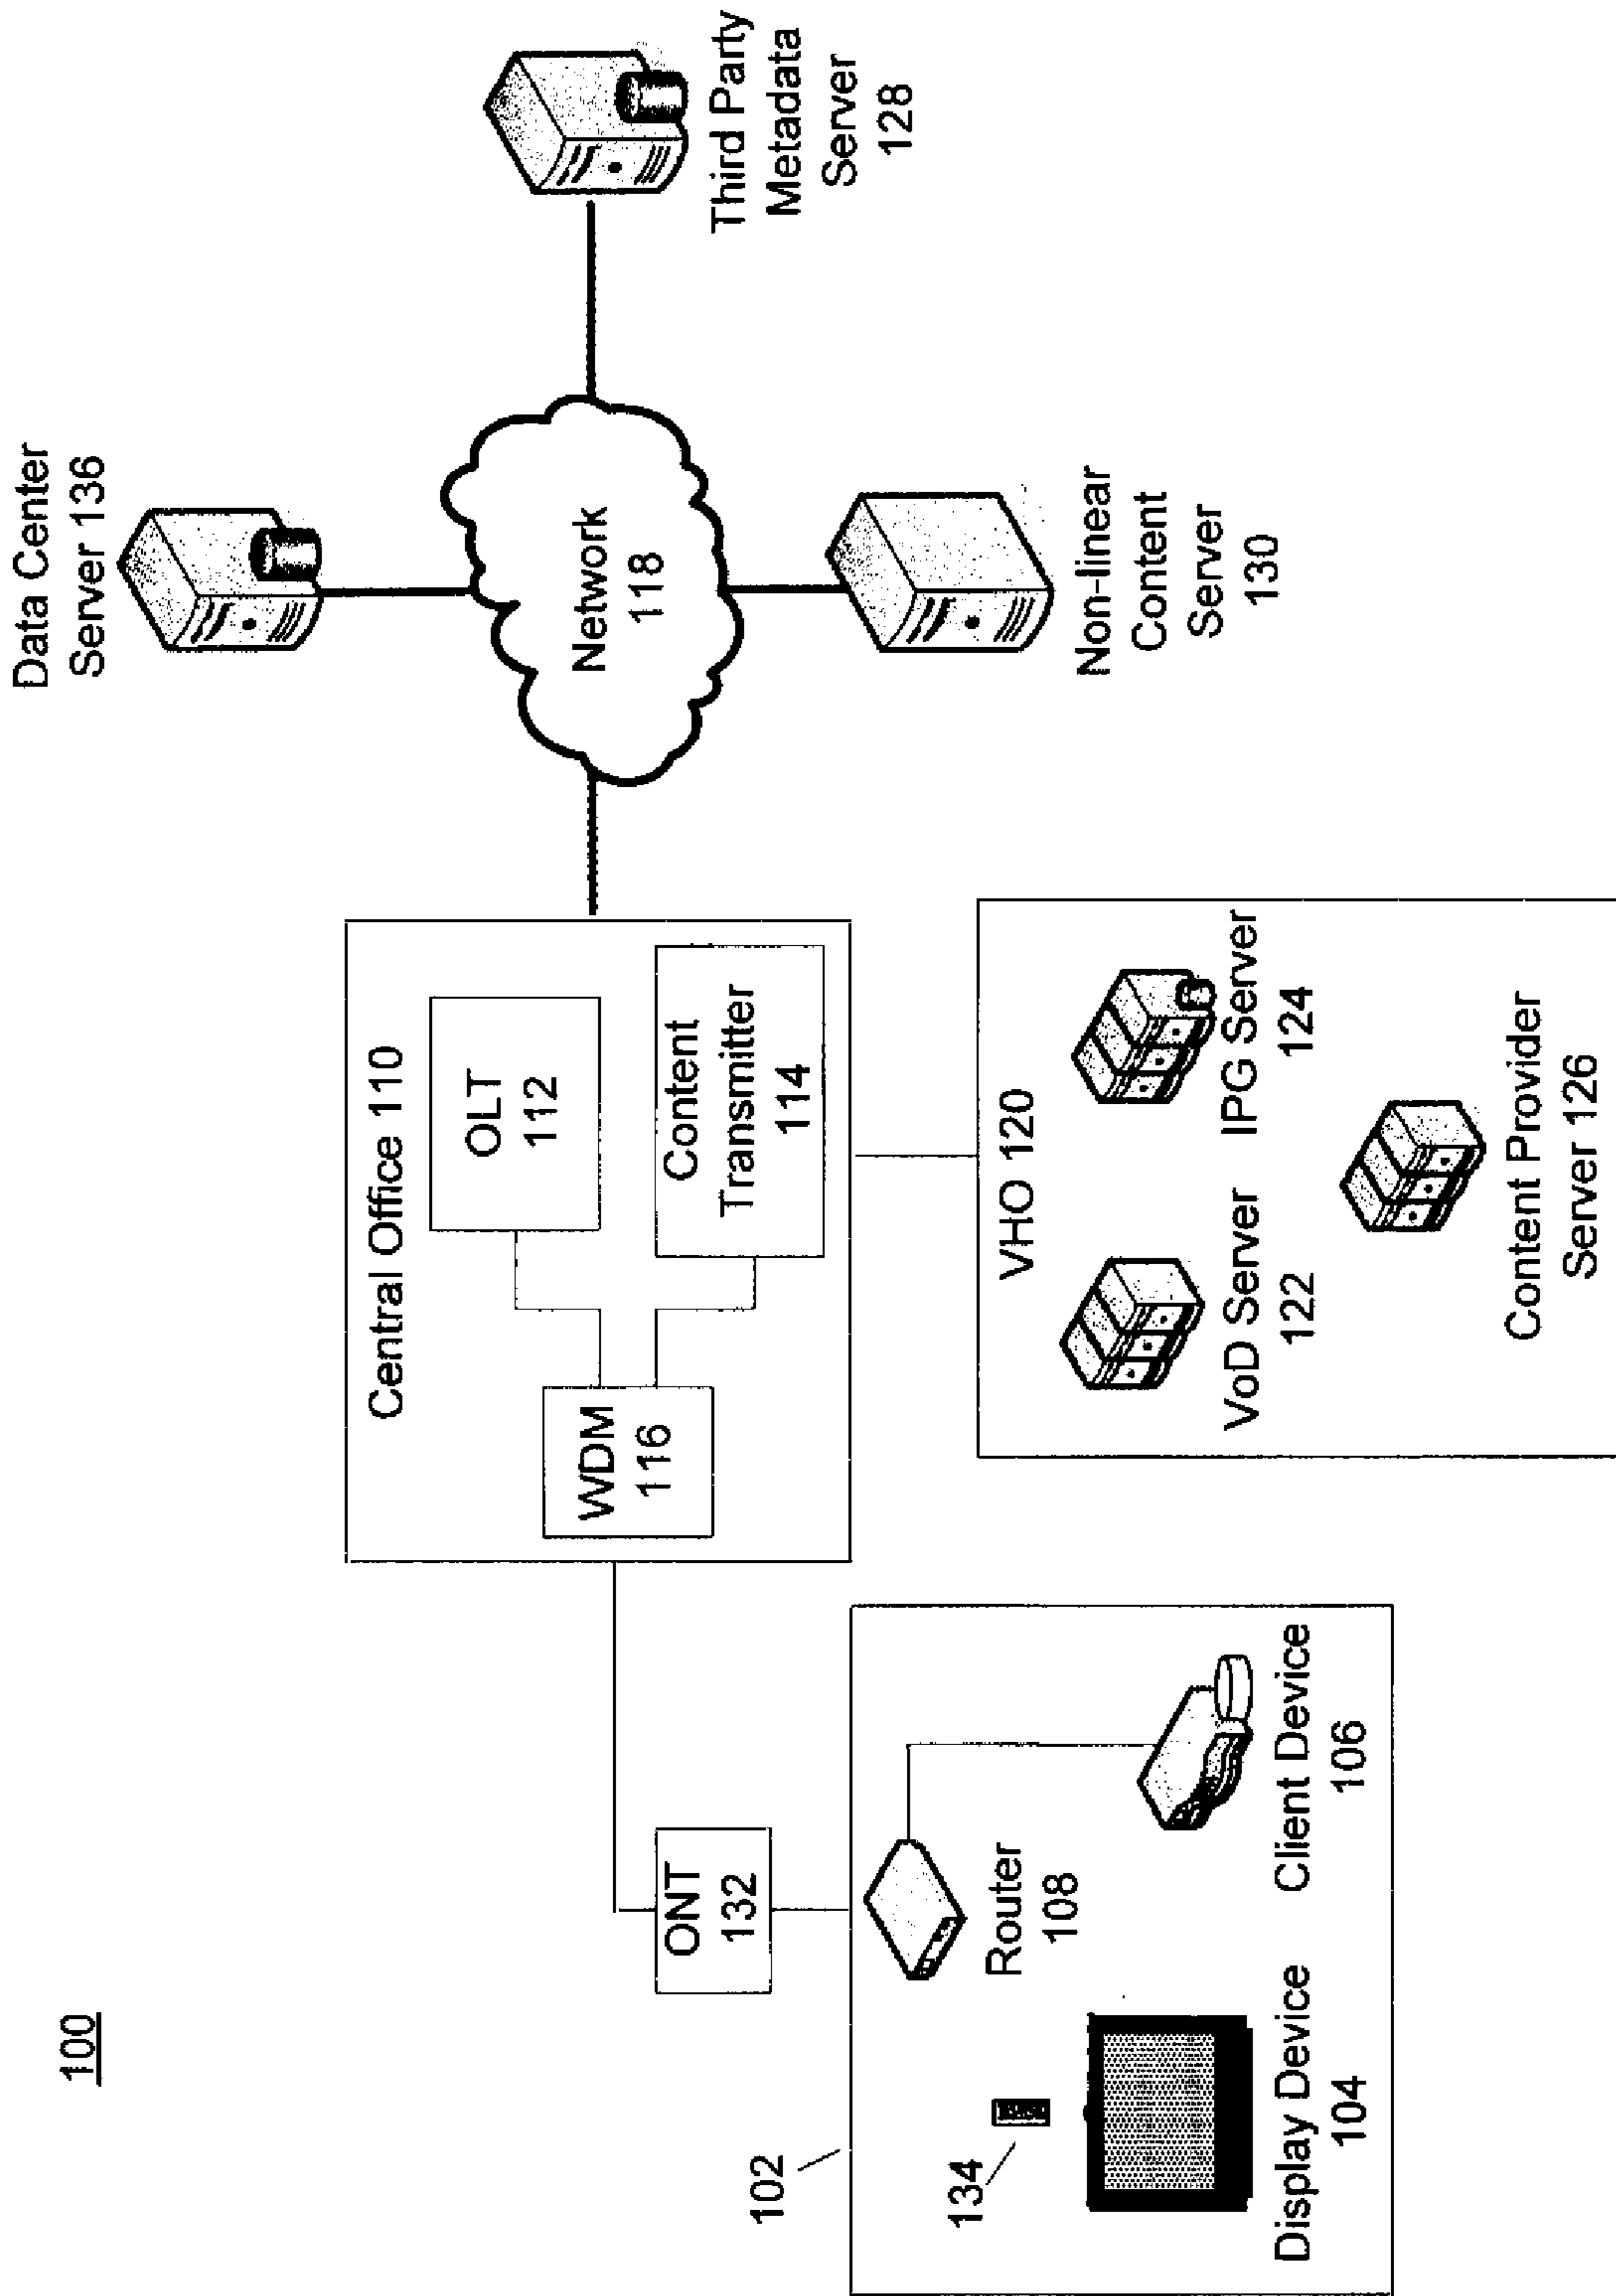 100
Data Center
Server 136
Network
118
Third Party
Metadata
Server
128
Non-linear
Content
Server
130
Central Office 110
OLT
112
WDM
116
Content
Transmitter
114
ONT
132
VHO 120
VoD Server
122
IPG Server
124
Content Provider
Server 126
102
134
Router
108
Display Device
104
Client Device
106